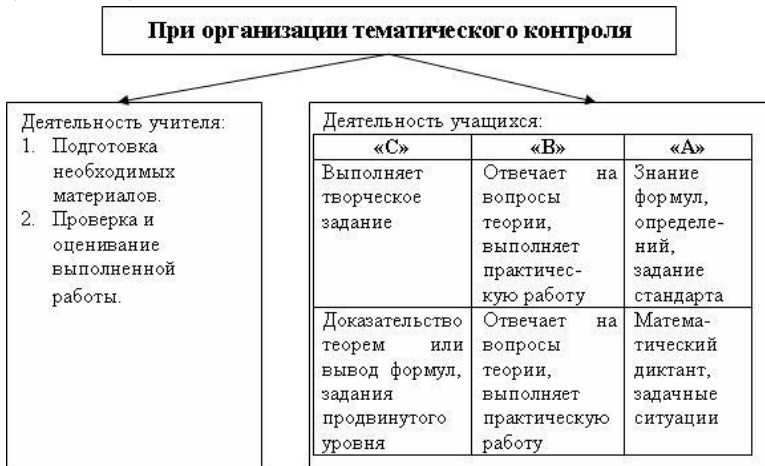 При организации тематического контроля
Деятельность учителя:
1. Подготовка
необходимых
материалов.
2. Проверка и
оценивание
выполненной
работы.
Деятельность учащихся:
«С»
«В»
«А»
Выполняет
творческое
задание
Отвечает на
вопросы
теории,
выполняет
практичес-
кую работу
Знание
формул,
определе-
ний,
задание
стандарта
Доказательство
теорем или
вывод формул,
задания
продвинутого
уровня
Отвечает на
вопросы
теории,
выполняет
практическую
работу
Матема-
тический
диктант,
задачные
ситуации